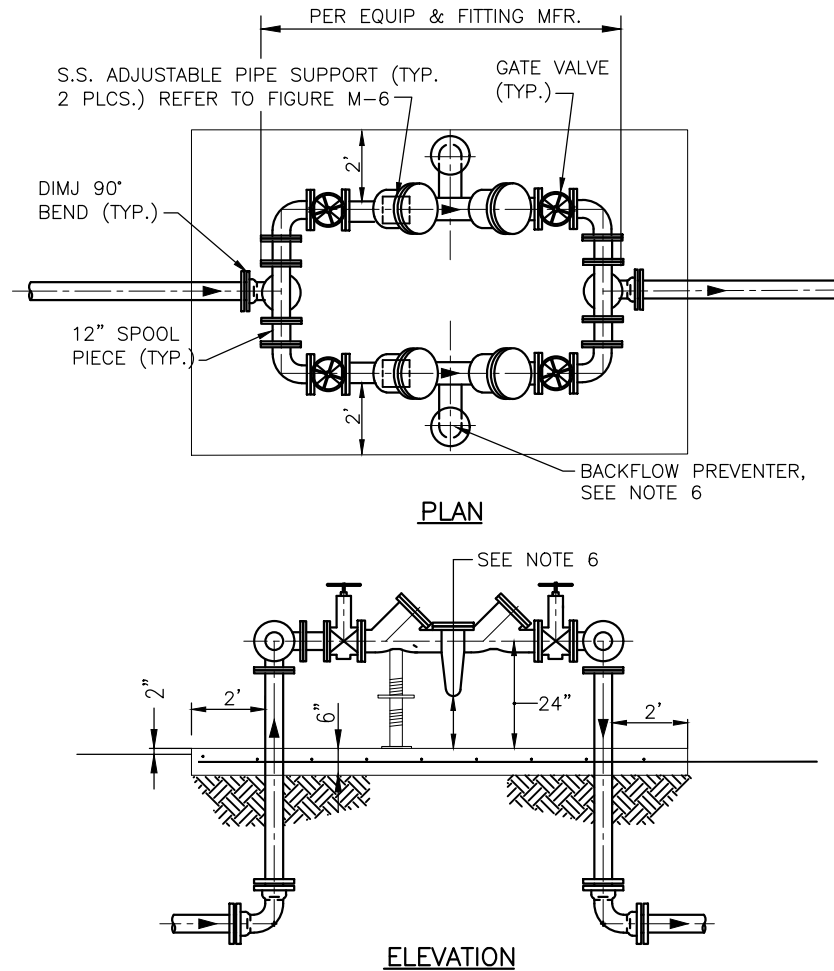 PER EQUIP & FITTING MFR.
S.S. ADJUSTABLE PIPE SUPPORT (TYP.
2 PLCS.) REFER TO FIGURE M-6
GATE VALVE
(TYP.)
2'
DIMJ 90°
BEND (TYP.)
12" SPOOL
PIECE (TYP.)
2'
BACKFLOW PREVENTER,
SEE NOTE 6
PLAN
SEE NOTE 6
2"
2'
6"
24"
2'
ELEVATION